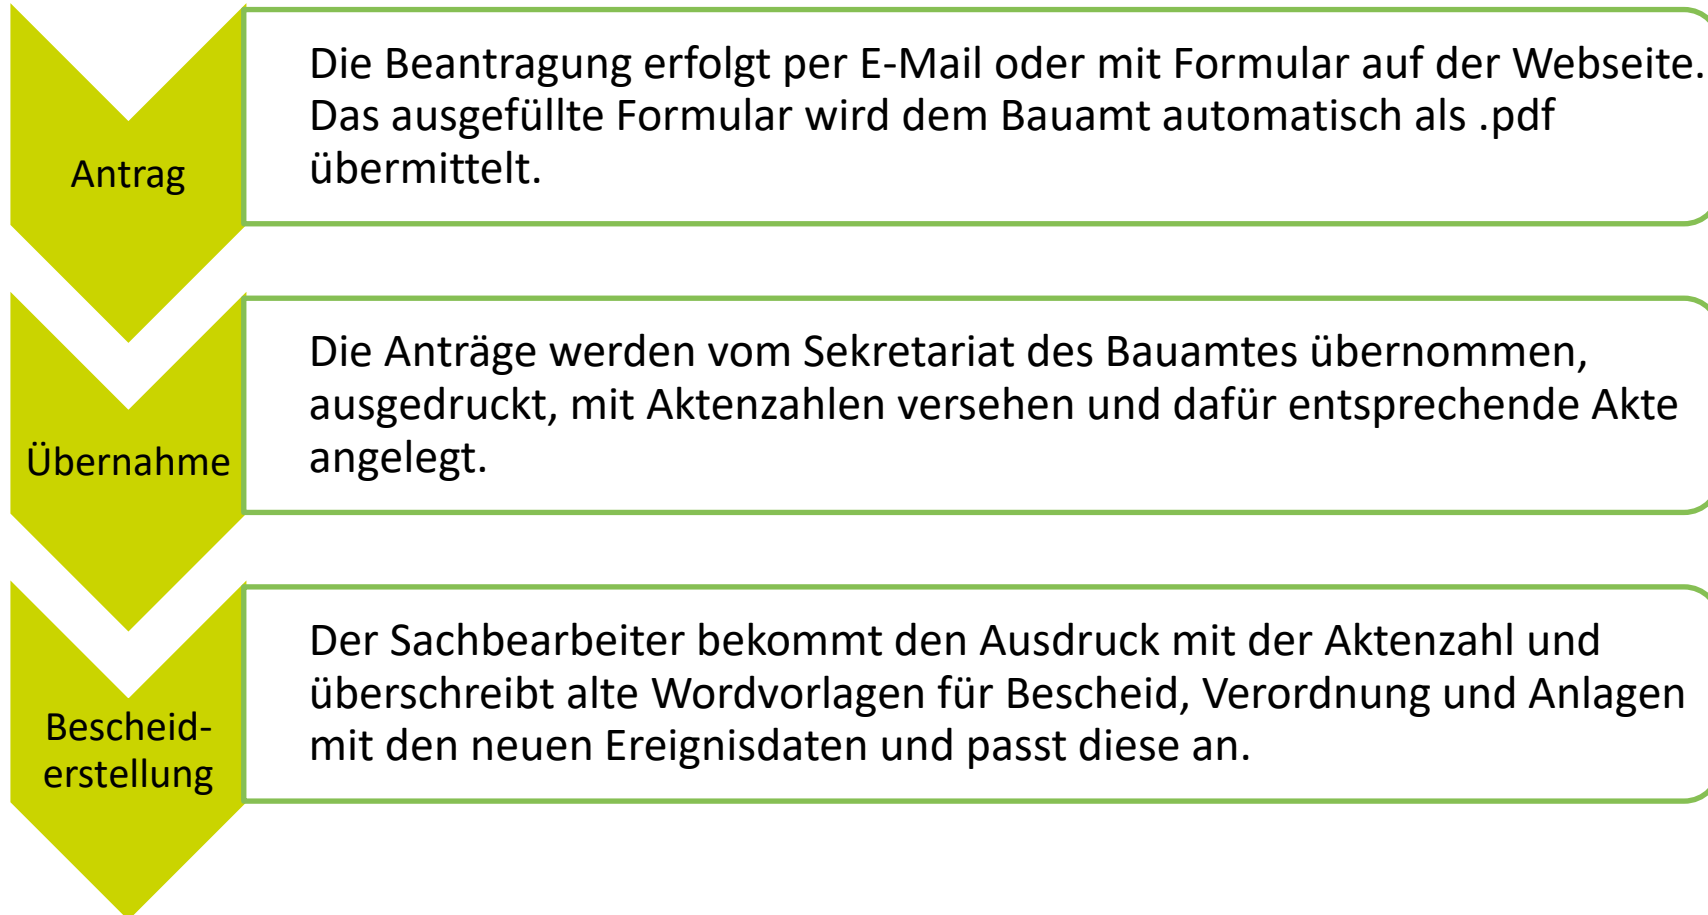 Antrag
Die Beantragung erfolgt per E-Mail oder mit Formular auf der Webseite.
Das ausgefüllte Formular wird dem Bauamt automatisch als .pdf
übermittelt.
Übernahme
Die Anträge werden vom Sekretariat des Bauamtes übernommen,
ausgedruckt, mit Aktenzahlen versehen und dafür entsprechende Akte
angelegt.
Bescheid-
erstellung
Der Sachbearbeiter bekommt den Ausdruck mit der Aktenzahl und
überschreibt alte Wordvorlagen für Bescheid, Verordnung und Anlagen
mit den neuen Ereignisdaten und passt diese an.